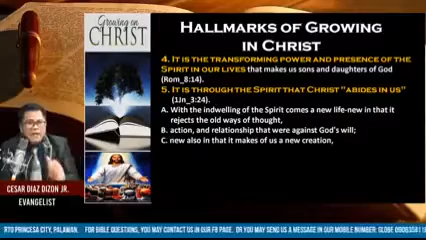 Growing on
CHRIST
HALLMARKS OF GROWING
IN CHRIST
4. IT IS THE TRANSFORMING POWER AND PRESENCE OF THE
SPIRIT IN OUR LIVES that makes us sons and daughters of God
(Rom_8:14).
5. IT IS THROUGH THE SPIRIT THAT CHRIST "ABIDES IN US"
(1Jn_3:24).
A. With the indwelling of the Spirit comes a new life-new in that it
rejects the old ways of thought,
B. action, and relationship that were against God's will;
C. new also in that it makes of us a new creation,
CESAR DIAZ DIZON JR.
EVANGELIST
RTO PRINCESA CITY, PALAWAN. FOR BIBLE QUESTIONS, YOU MAY CONTACT US IN OUR FB PAGE. OR YOU MAY SEND US A MESSAGE IN OUR MOBILE NUMBER: GLOBE